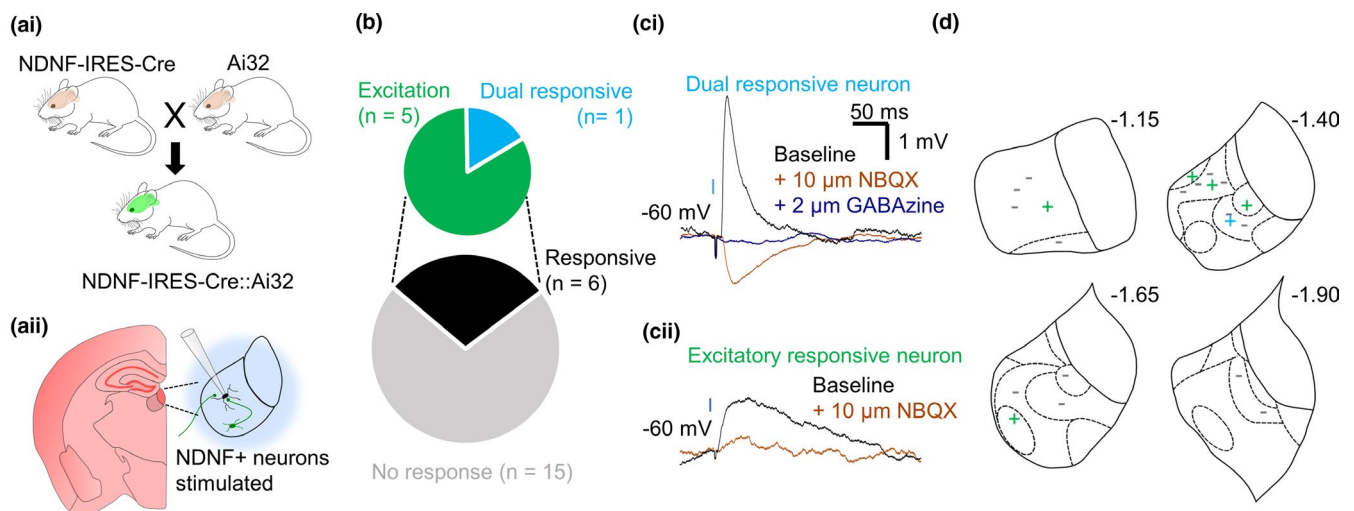 (ai)
NDNF-IRES-Cre
Ai32
X
NDNF-IRES-Cre::Ai32
(aii)
NDNF+ neurons
stimulated
(b)
Excitation
(n = 5)
Dual responsive
(n= 1)
Responsive
(n = 6)
No response (n = 15)
(ci)
Dual responsive neuron
50 ms
1 mV
Baseline
+ 10 µm NBQX
+ 2 µm GABAzine
-60 mV
(cii)
Excitatory responsive neuron
Baseline
+ 10 µm NBQX
-60 mV
(d)
-1.15
-1.40
-1.65
-1.90